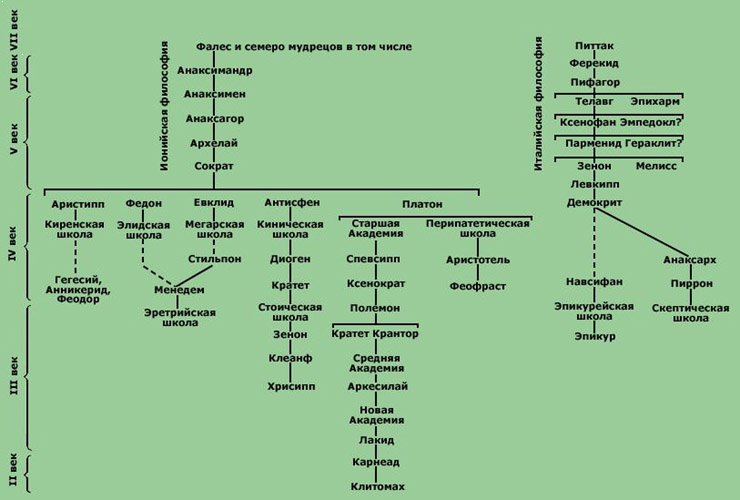 VII век
VI век
V век
IV век
III век
II век
Ионийская философия
Фалес и семеро мудрецов в том числе
Анаксимандр
Анаксимен
Анаксагор
Архелай
Сократ
Аристипп
Киренская
школа
Гегесий,
Анникерид,
Феодор
Федон
Элидская
школа
Евклид
Мегарская
школа
Стильпон
Менедем
Эретрийская
школа
Антисфен
Киническая
школа
Диоген
Кратет
Стоическая
школа
Зенон
Клеанф
Хрисипп
Платон
Старшая
Академия
Спевсипп
Ксенократ
Полемон
Кратет Крантор
Средняя
Академия
Аркесилай
Новая
Академия
Лакид
Карнеад
Клитомах
Перипатетическая
школа
Аристотель
Феофраст
Италийская философия
Питтак
Ферекид
Пифагор
Телавг Эпихарм
Ксенофан Эмпедокл?
Парменид Гераклит?
Зенон Мелисс
Левкипп
Демокрит
Навсифан
Эпикурейская
школа
Эпикур
Анаксарх
Пиррон
Скептическая
школа